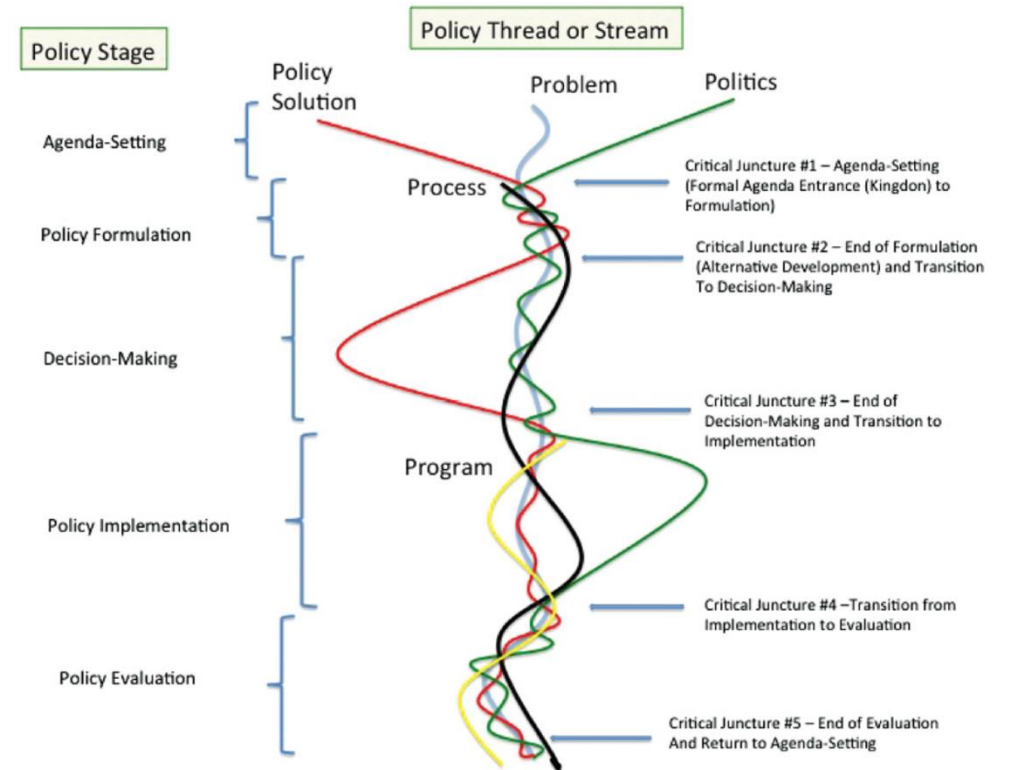 Policy Thread or Stream
Policy Stage
Policy
Solution
Problem
Politics
Agenda-Setting
Process
Critical Juncture #1 – Agenda-Setting
(Formal Agenda Entrance (Kingdon) to
Formulation)
Policy Formulation
Critical Juncture #2 – End of Formulation
(Alternative Development) and Transition
To Decision-Making
Decision-Making
Critical Juncture #3 – End of
Decision-Making and Transition to
Implementation
Program
Policy Implementation
Critical Juncture #4 –Transition from
Implementation to Evaluation
Policy Evaluation
Critical Juncture #5 – End of Evaluation
And Return to Agenda-Setting